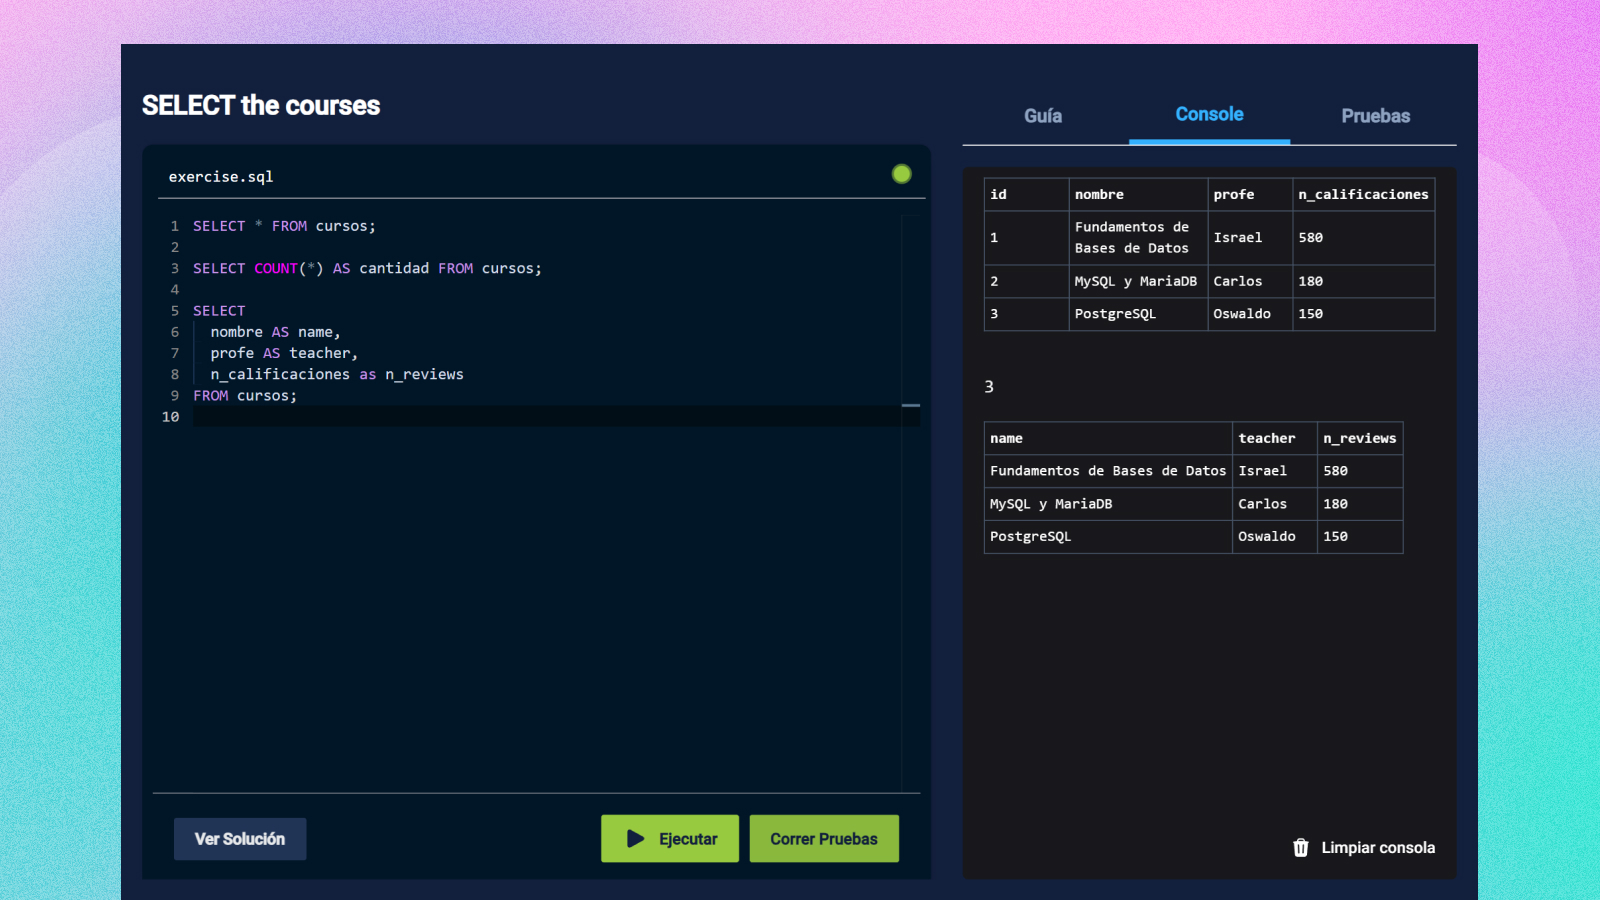 SELECT the courses
exercise.sql
1 SELECT * FROM cursos;
2
3 SELECT COUNT(*) AS cantidad FROM cursos;
4
5 SELECT
6 nombre AS name,
7 profe AS teacher,
8 n_calificaciones as n_reviews
9 FROM cursos;
10
Ver Solución
Ejecutar
Correr Pruebas
Guía Console Pruebas
id nombre profe n_calificaciones
1 Fundamentos de Bases de Datos Israel 580
2 MySQL y MariaDB Carlos 180
3 PostgreSQL Oswaldo 150
3
name teacher n_reviews
Fundamentos de Bases de Datos Israel 580
MySQL y MariaDB Carlos 180
PostgreSQL Oswaldo 150
Limpiar consola